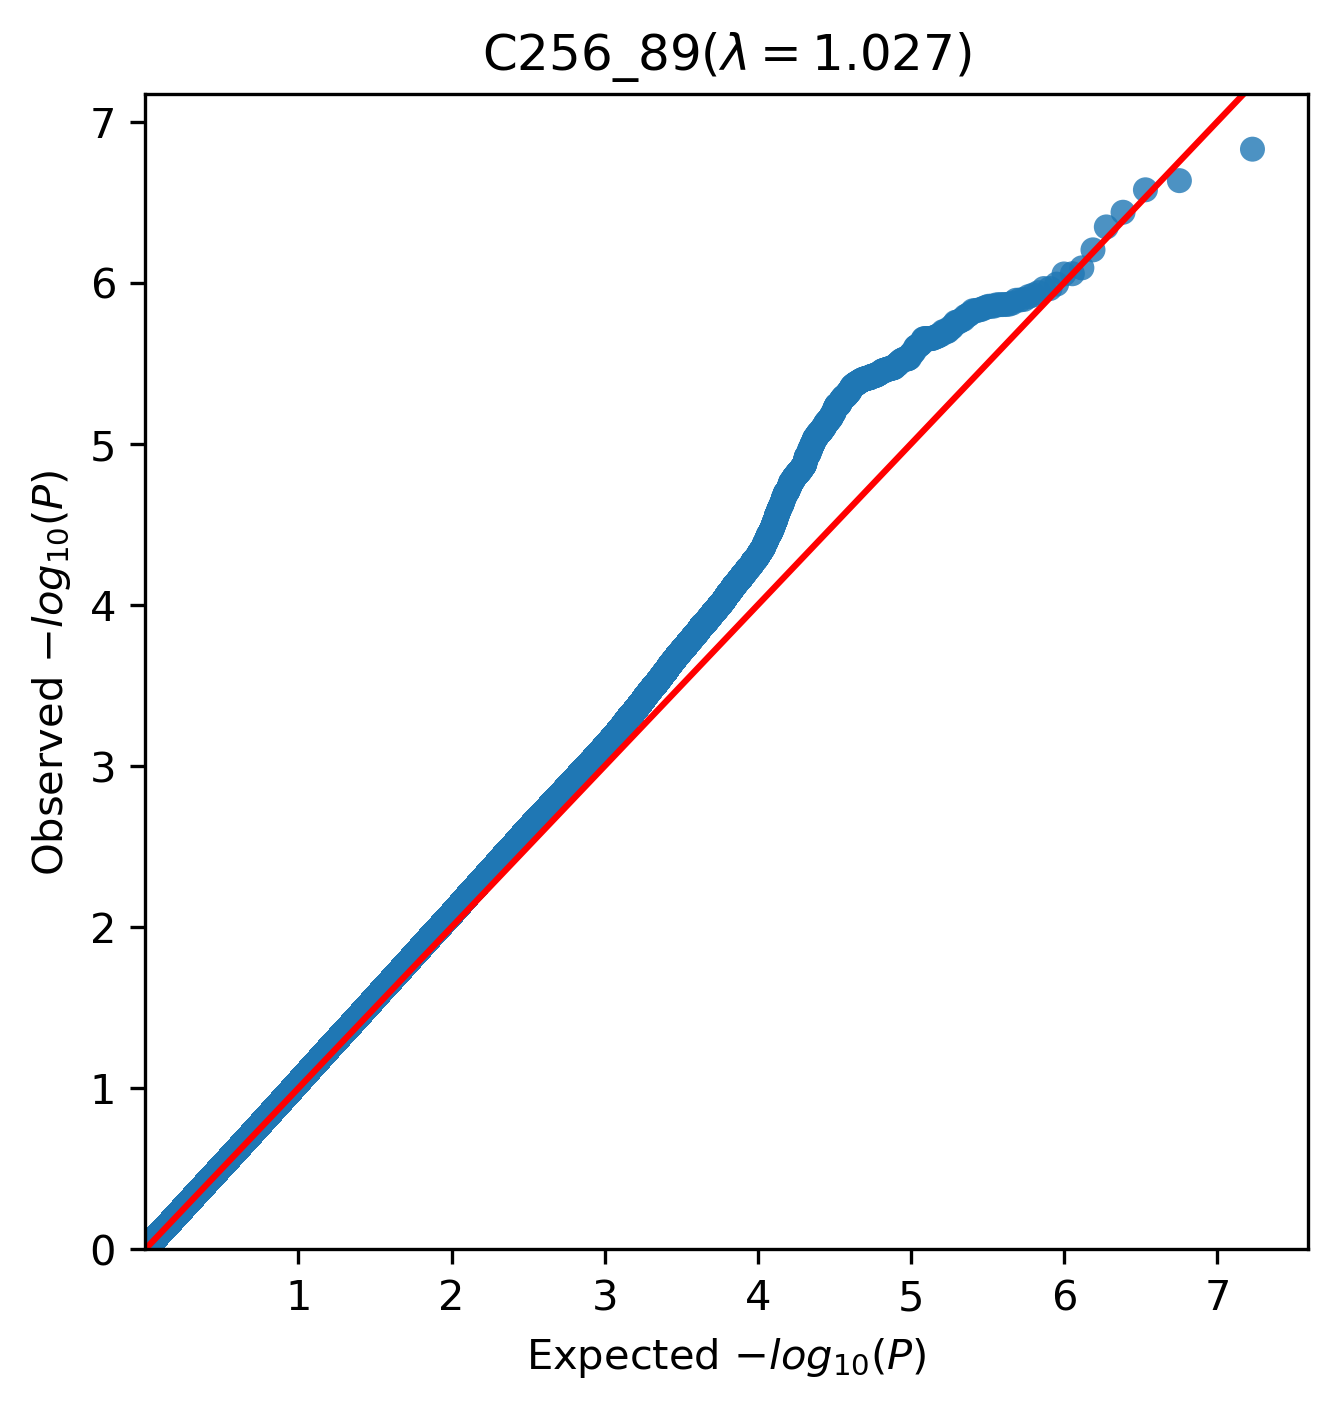 C256_89(λ = 1.027)
7
6
5
4
3
2
1
0
Observed −log₁₀(P)
1 2 3 4 5 6 7
Expected −log₁₀(P)